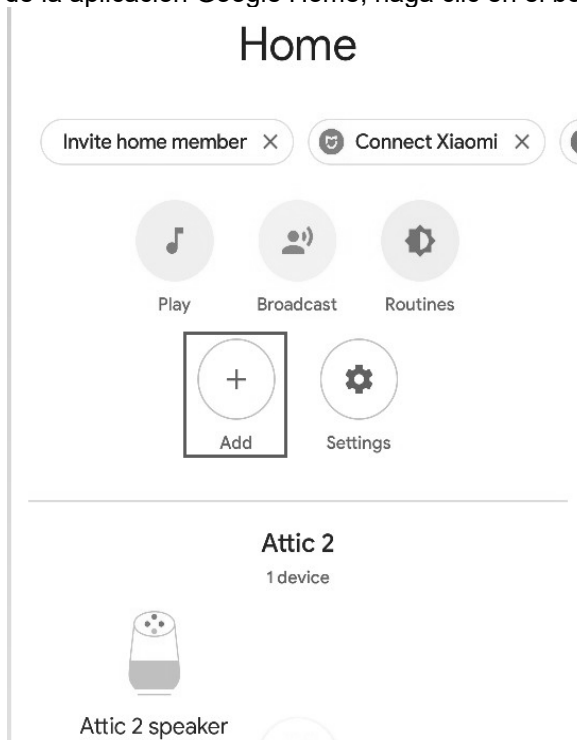 de la aplicación Google Home, haga clic en el
Home
Invite home member
Connect Xiaomi
Play Broadcast Routines
Add Settings
Attic 2
1 device
Attic 2 speaker